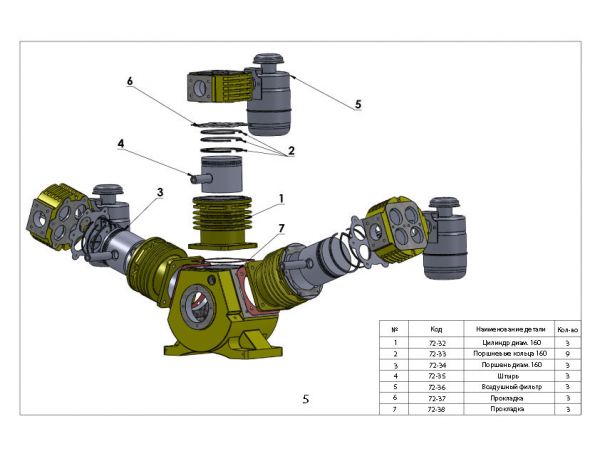 6
5
4
2
3
1
7
№ Код Наименование детали Кол-во
1 72-32 Цилиндр диам. 160 3
2 72-33 Поршневые кольца 160 9
3 72-34 Поршень диам. 160 3
4 72-35 Штырь 3
5 72-36 Воздушный фильтр 3
6 72-37 Прокладка 3
7 72-38 Прокладка 3
5